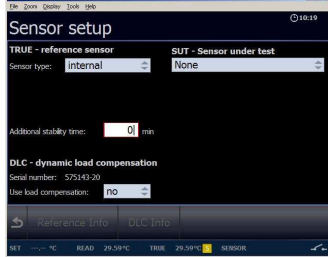 File Zoom Display Tools Help
10:19
Sensor setup
TRUE - reference sensor
SUT - Sensor under test
Sensor type: internal
None
Additional stability time: 0 min
DLC - dynamic load compensation
Serial number: 575143-20
Use load compensation: no
Reference Info DLC Info
SET ---.-- °C READ 29.59°C TRUE 29.59°C S SENSOR